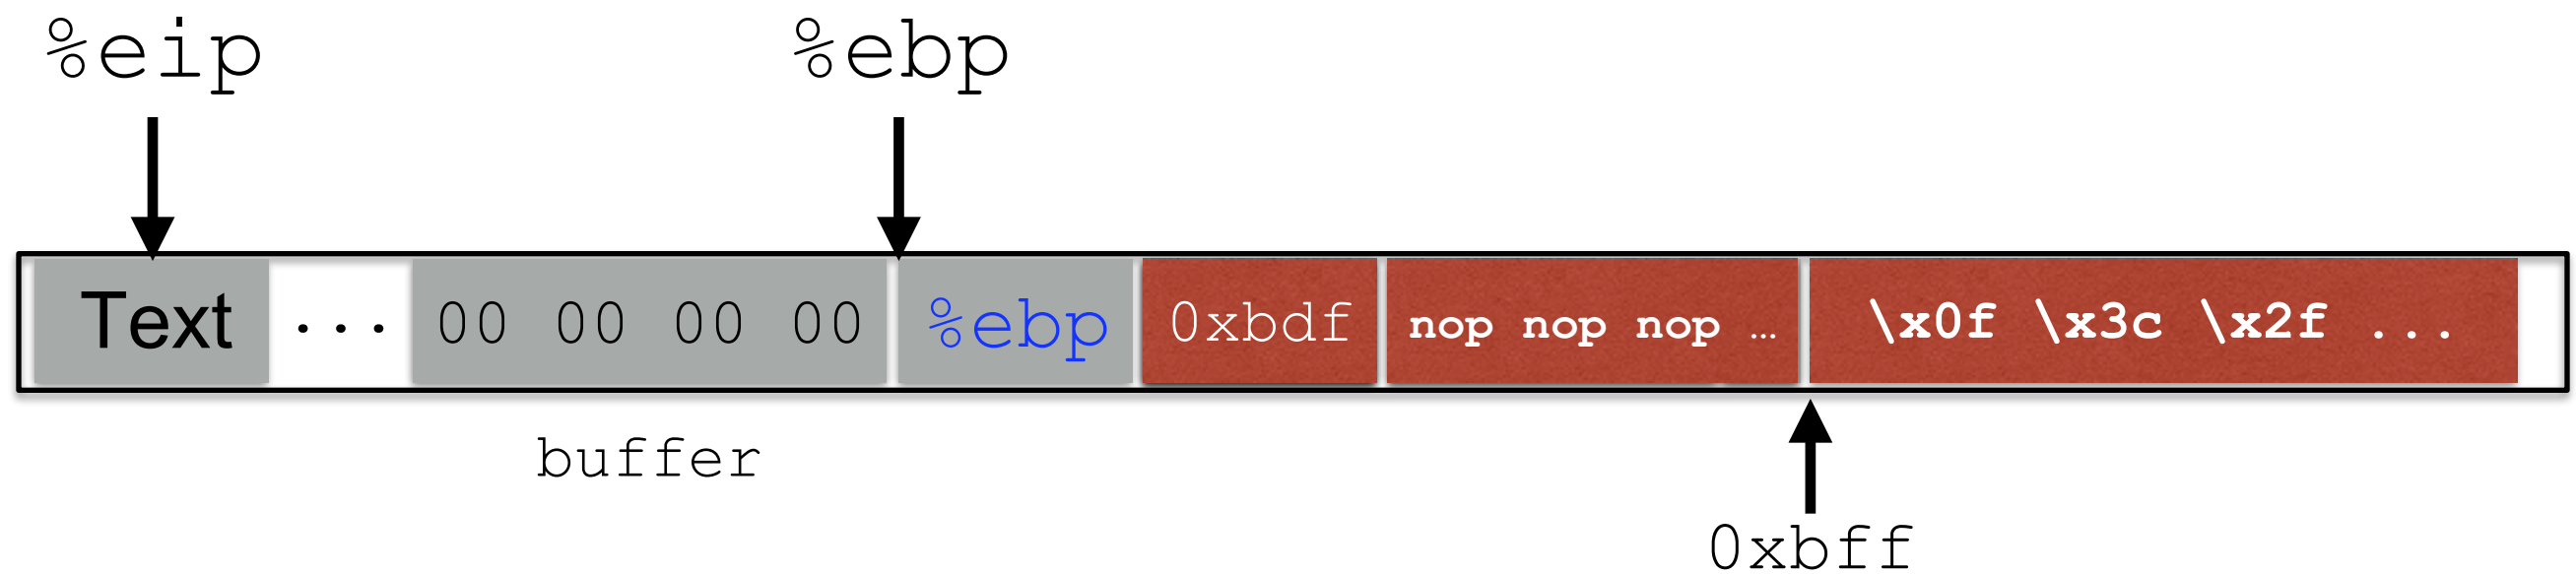 %eip %ebp
Text ... 00 00 00 00 %ebp 0xbdf nop nop nop … \x0f \x3c \x2f ...
buffer
0xbff